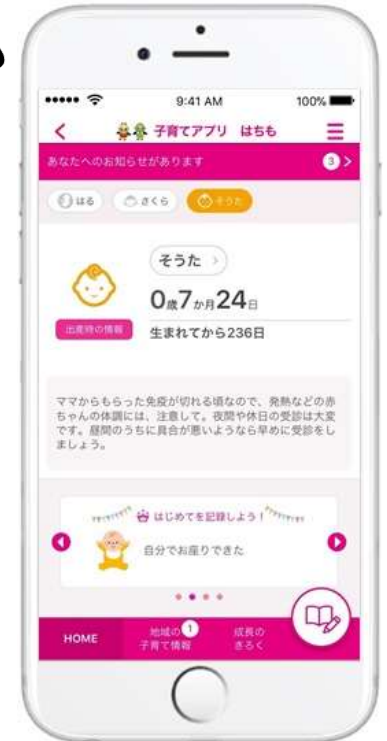 9:41 AM
100%
子育てアプリ はちも
あなたへのお知らせがあります
3
はる
さくら
そうた
そうた
0歳7か月24日
出産時の情報
生まれてから236日
ママからもらった免疫が切れる頃なので、発熱などの赤
ちゃんの体調には、注意して。夜間や休日の受診は大変
です。昼間のうちに具合が悪いようなら早めに受診をし
ましょう。
はじめてを記録しよう!
自分でお座りできた
HOME
地域の
1
子育て情報
成長の
きろく